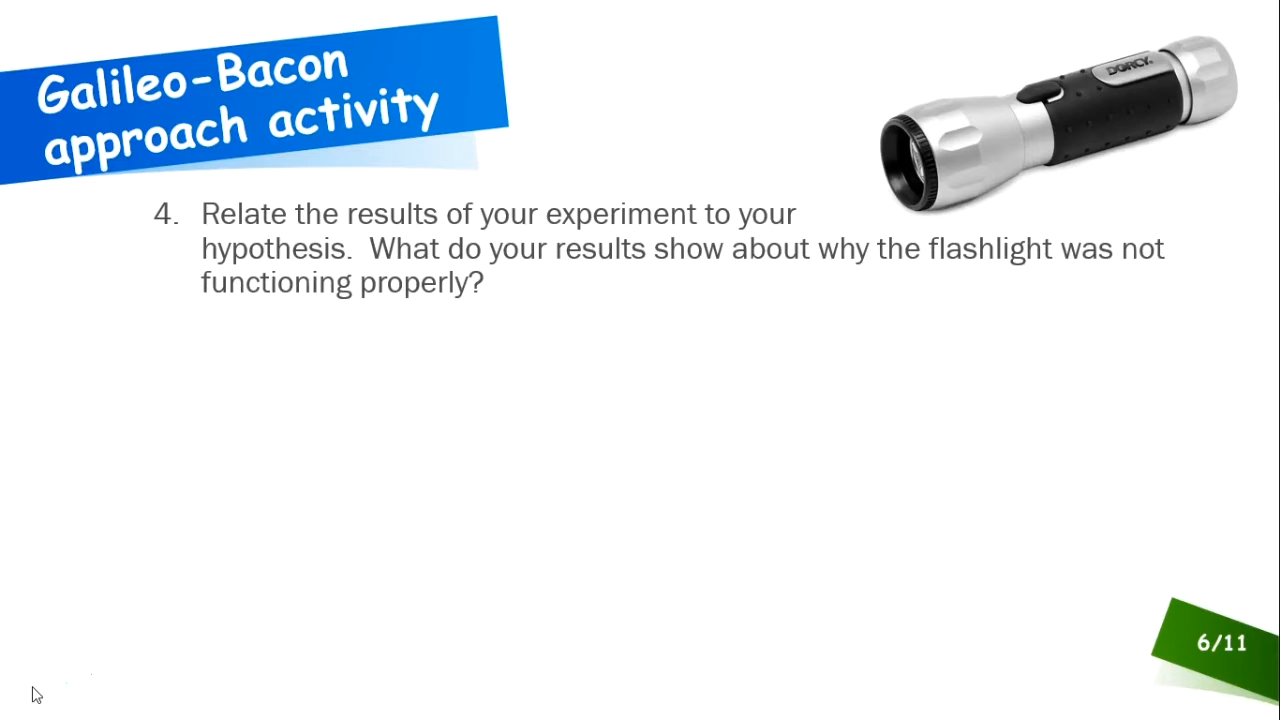 Galileo-Bacon
approach activity
DORCY
4. Relate the results of your experiment to your
hypothesis.  What do your results show about why the flashlight was not
functioning properly?
6/11